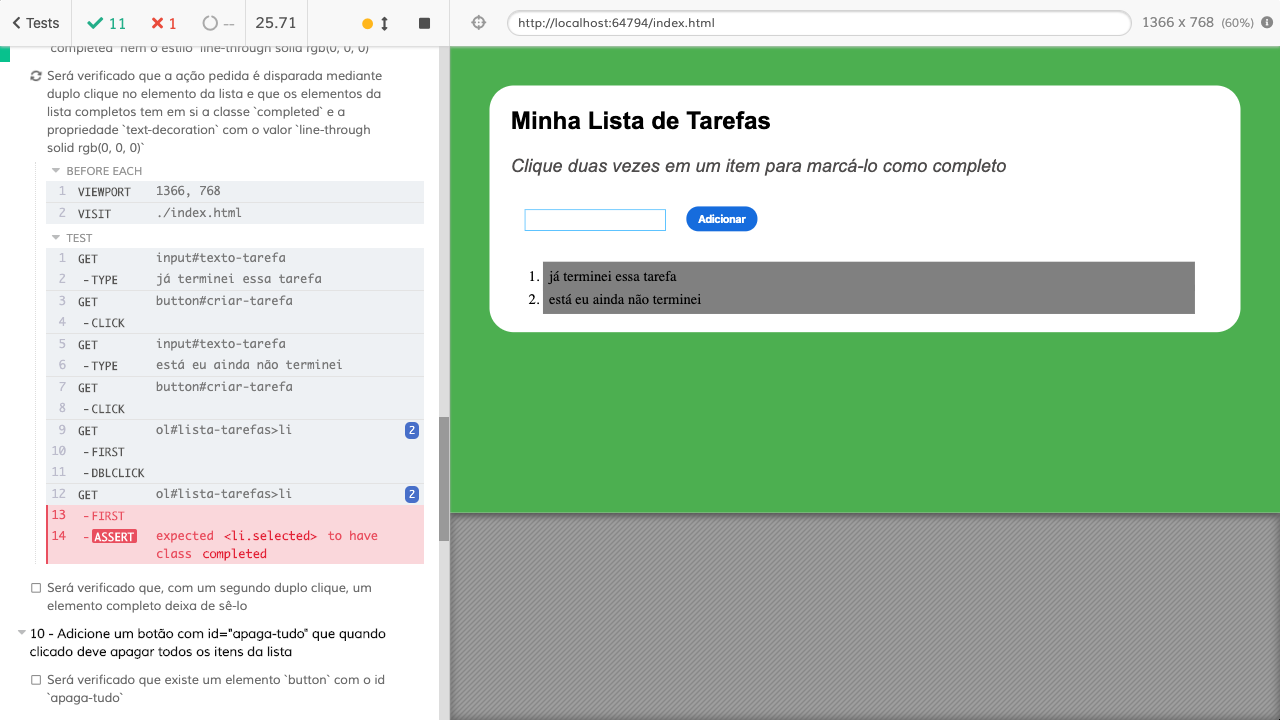 Tests
11
1
--
25.71
http://localhost:64794/index.html
1366 x 768 (60%)
`completed` nem o estilo `line-through solid rgb(0, 0, 0)`
Será verificado que a ação pedida é disparada mediante
duplo clique no elemento da lista e que os elementos da
lista completos tem em si a classe `completed` e a
propriedade `text-decoration` com o valor `line-through
solid rgb(0, 0, 0)`
BEFORE EACH
1 VIEWPORT 1366, 768
2 VISIT ./index.html
TEST
1 GET input#texto-tarefa
2 -TYPE já terminei essa tarefa
3 GET button#criar-tarefa
4 -CLICK
5 GET input#texto-tarefa
6 -TYPE está eu ainda não terminei
7 GET button#criar-tarefa
8 -CLICK
9 GET ol#lista-tarefas>li 2
10 -FIRST
11 -DBLCLICK
12 GET ol#lista-tarefas>li 2
13 -FIRST
14 -ASSERT expected <li.selected> to have
class completed
Será verificado que, com um segundo duplo clique, um
elemento completo deixa de sê-lo
10 - Adicione um botão com id="apaga-tudo" que quando
clicado deve apagar todos os itens da lista
Será verificado que existe um elemento `button` com o id
`apaga-tudo`
Minha Lista de Tarefas
Clique duas vezes em um item para marcá-lo como completo
Adicionar
1. já terminei essa tarefa
2. está eu ainda não terminei